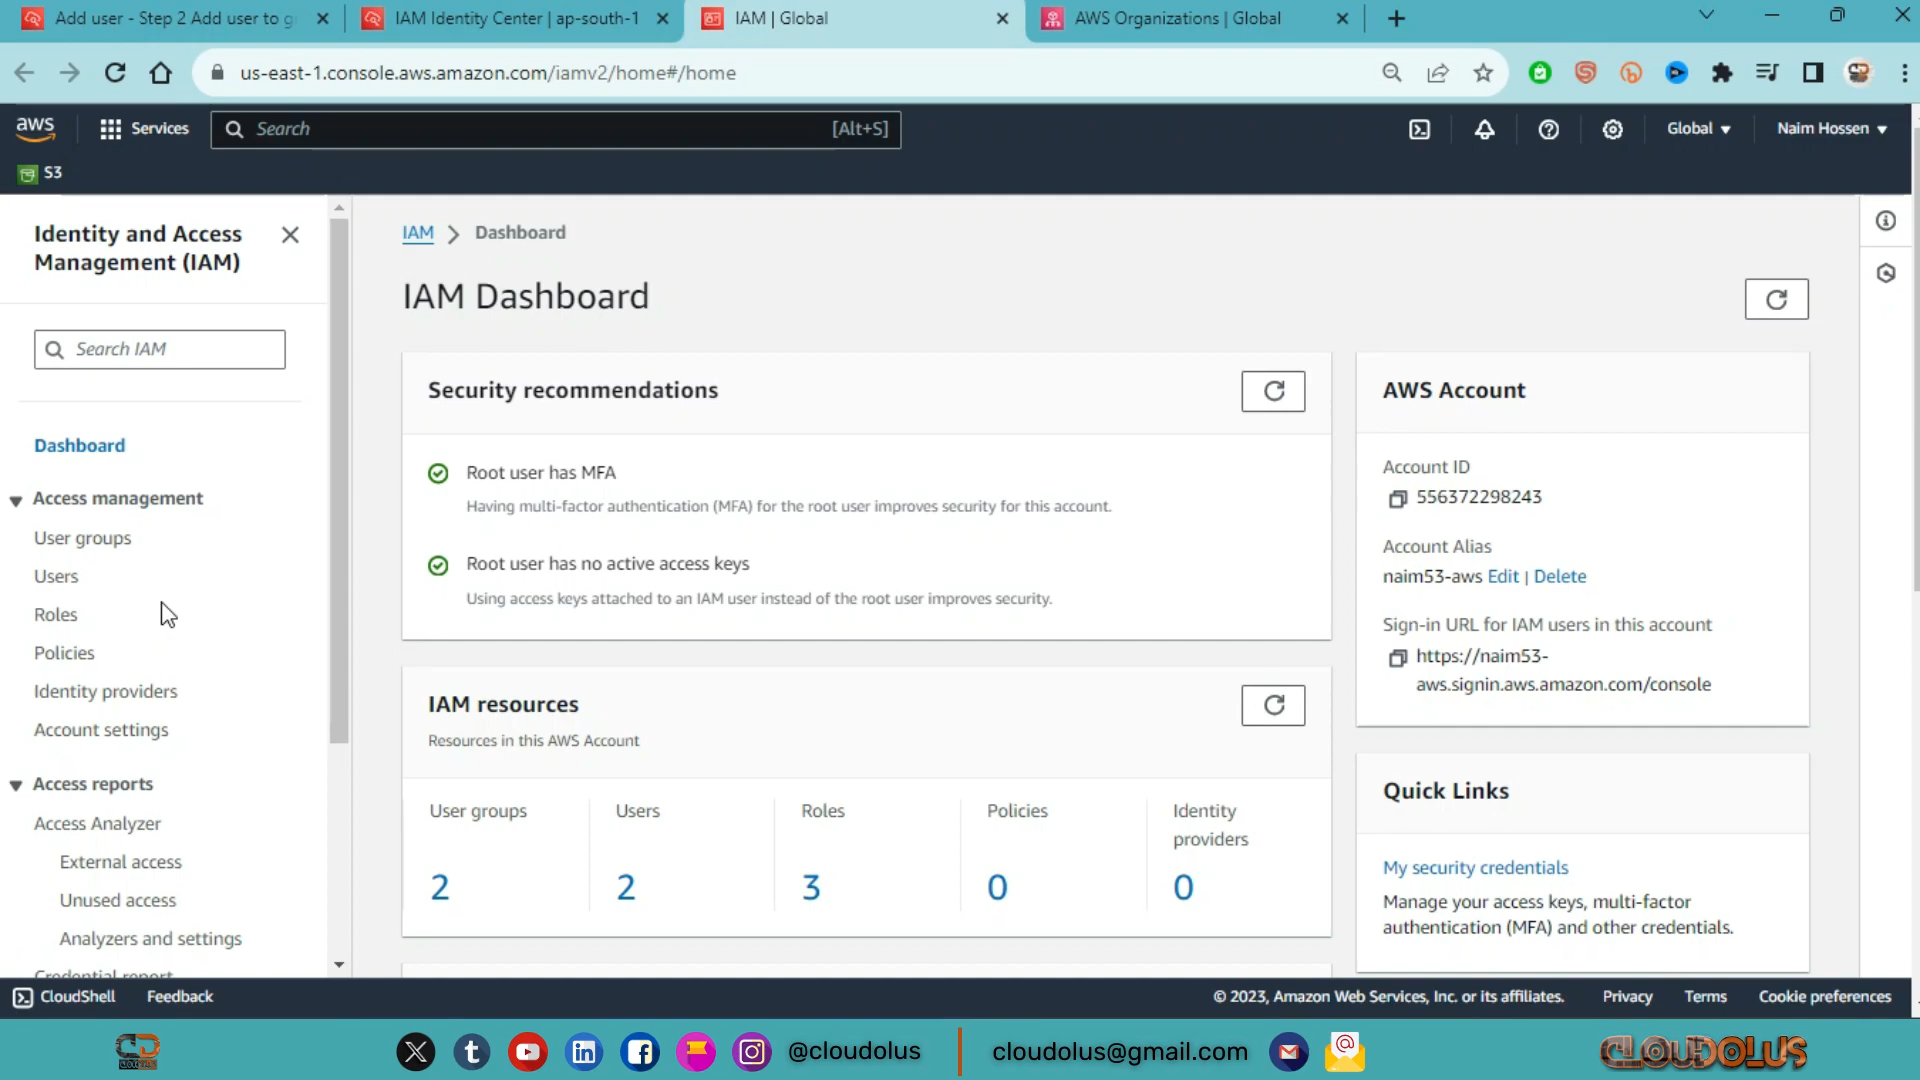 Add user - Step 2 Add user to g
IAM Identity Center | ap-south-1
IAM | Global
AWS Organizations | Global
us-east-1.console.aws.amazon.com/iamv2/home#/home
aws
Services
Search
[Alt+S]
Global
Naim Hossen
S3
Identity and Access
Management (IAM)
Search IAM
Dashboard
Access management
User groups
Users
Roles
Policies
Identity providers
Account settings
Access reports
Access Analyzer
External access
Unused access
Analyzers and settings
Credential report
IAM
Dashboard
IAM Dashboard
Security recommendations
Root user has MFA
Having multi-factor authentication (MFA) for the root user improves security for this account.
Root user has no active access keys
Using access keys attached to an IAM user instead of the root user improves security.
IAM resources
Resources in this AWS Account
User groups
Users
Roles
Policies
Identity
providers
2
2
3
0
0
AWS Account
Account ID
556372298243
Account Alias
naim53-aws Edit | Delete
Sign-in URL for IAM users in this account
https://naim53-
aws.signin.aws.amazon.com/console
Quick Links
My security credentials
Manage your access keys, multi-factor
authentication (MFA) and other credentials.
CloudShell
Feedback
© 2023, Amazon Web Services, Inc. or its affiliates.
Privacy
Terms
Cookie preferences
@cloudolus
cloudolus@gmail.com
CLOUDOLUS